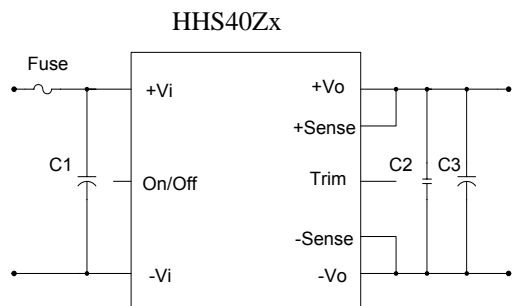 HHS40Zx
Fuse
+Vi
+Vo
+Sense
C1
C2
C3
On/Off
Trim
-Sense
-Vi
-Vo